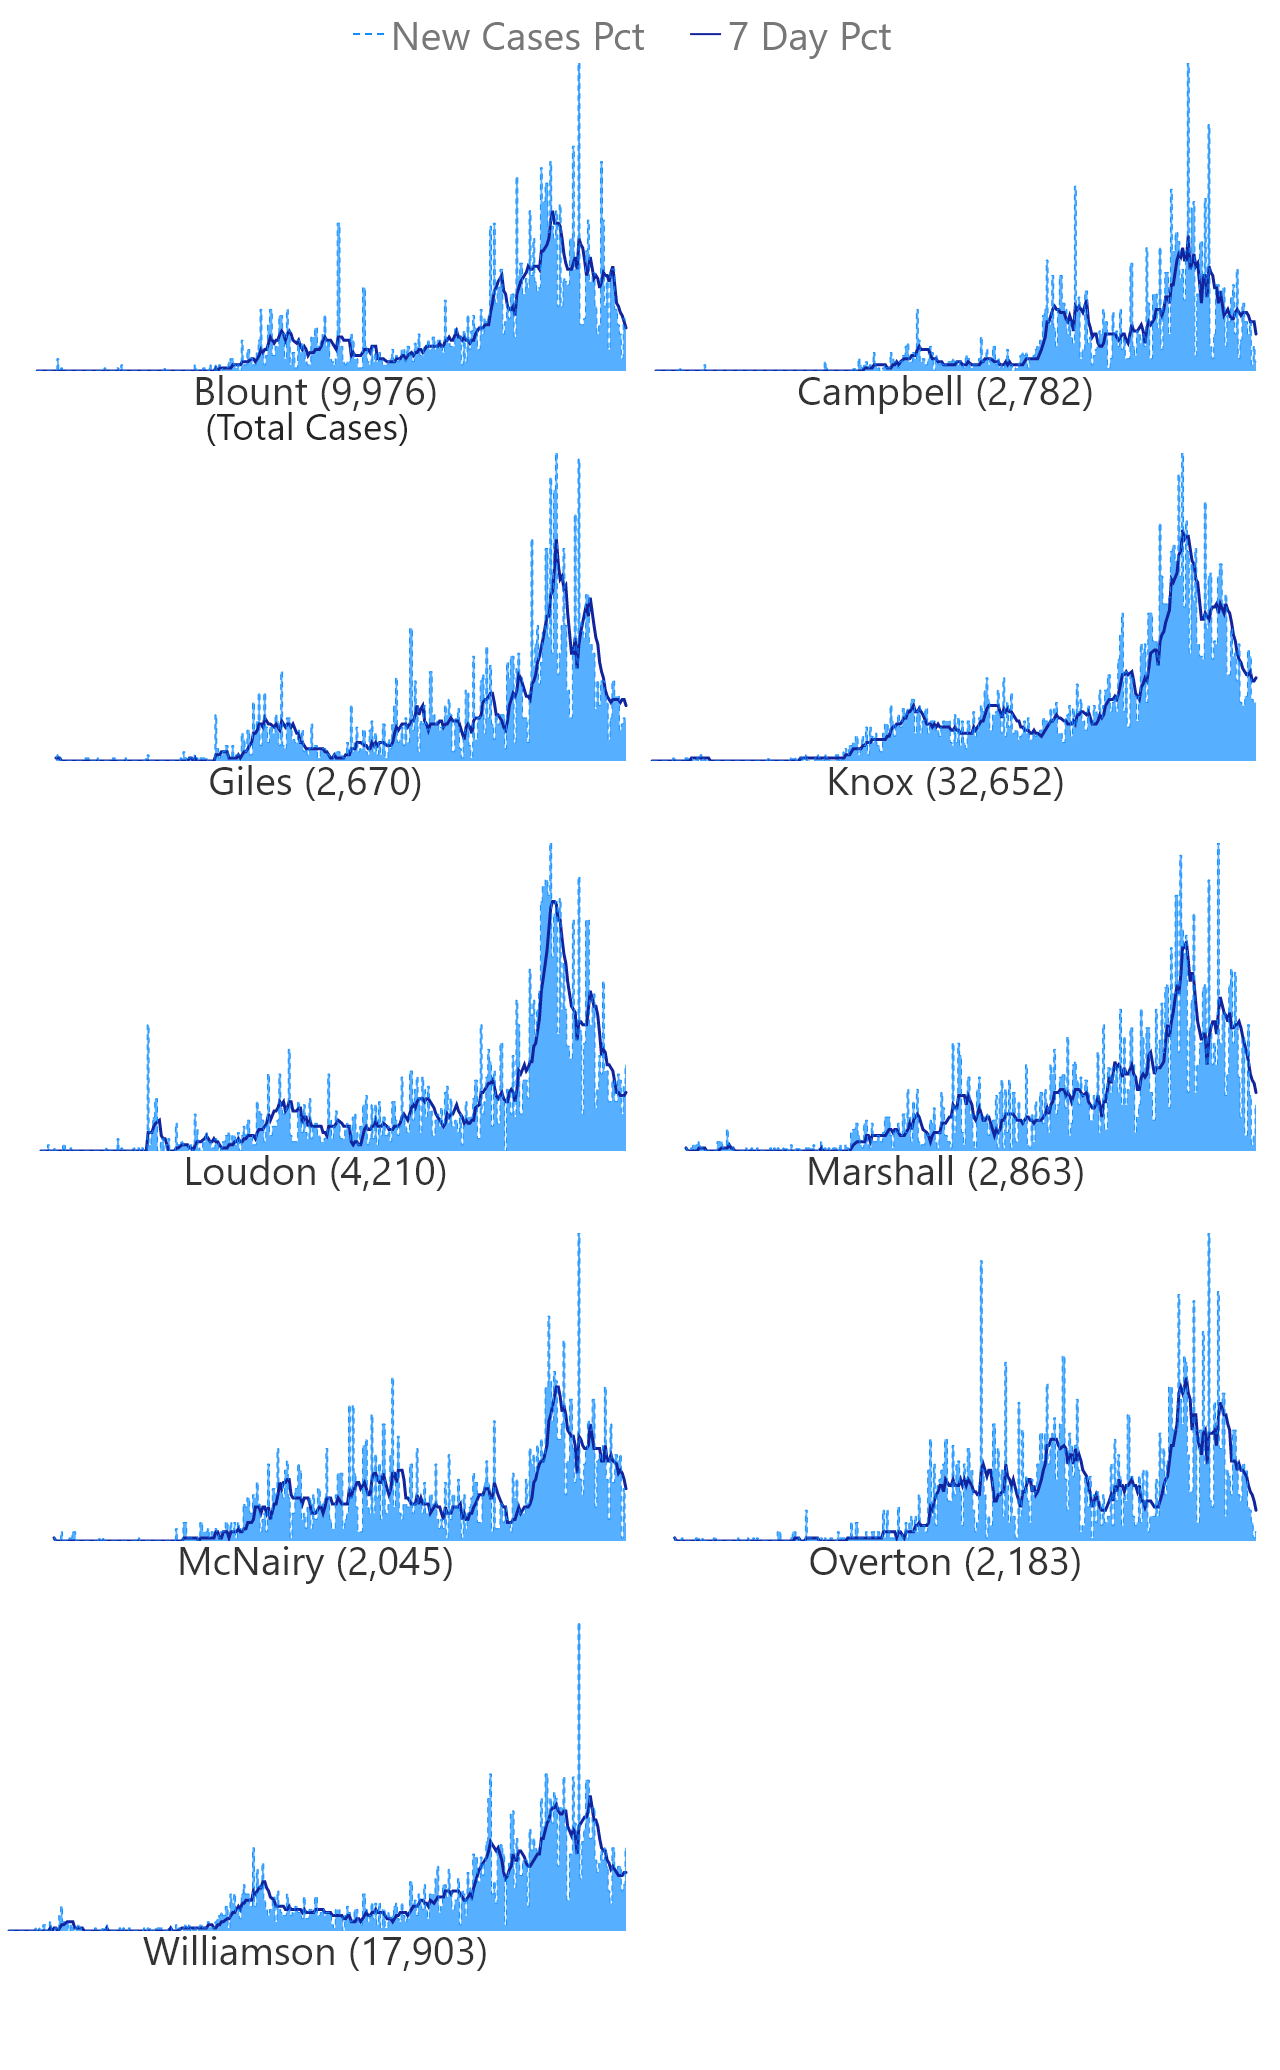 New Cases Pct 7 Day Pct
Blount (9,976) Campbell (2,782)
(Total Cases)
Giles (2,670) Knox (32,652)
Loudon (4,210) Marshall (2,863)
McNairy (2,045) Overton (2,183)
Williamson (17,903)